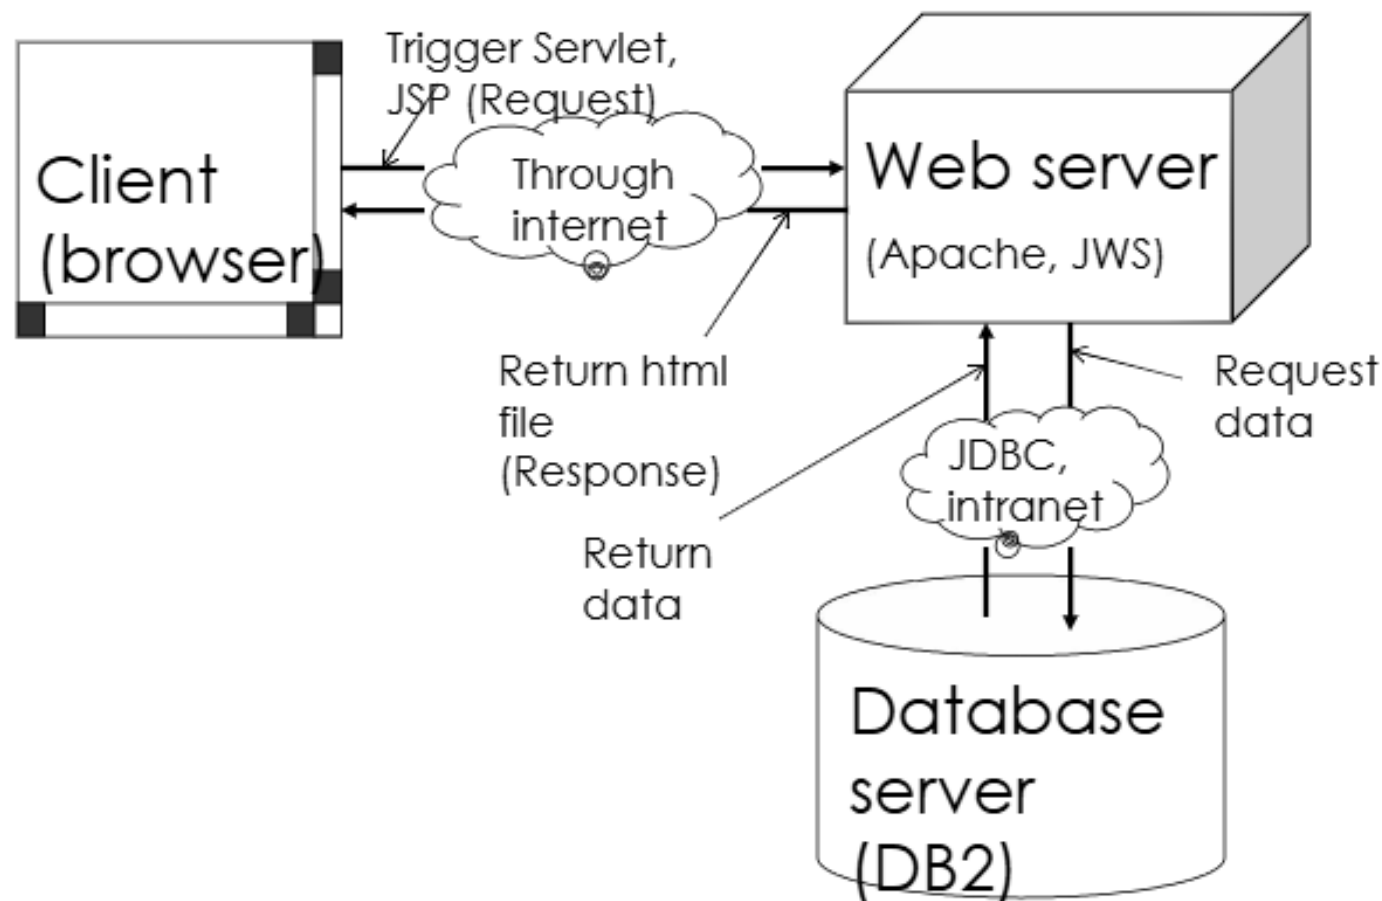 Trigger Servlet,
JSP (Request)
Client
(browser)
Through
internet
Web server
(Apache, JWS)
Return html
file
(Response)
Request
data
JDBC,
intranet
Return
data
Database
server
(DB2)